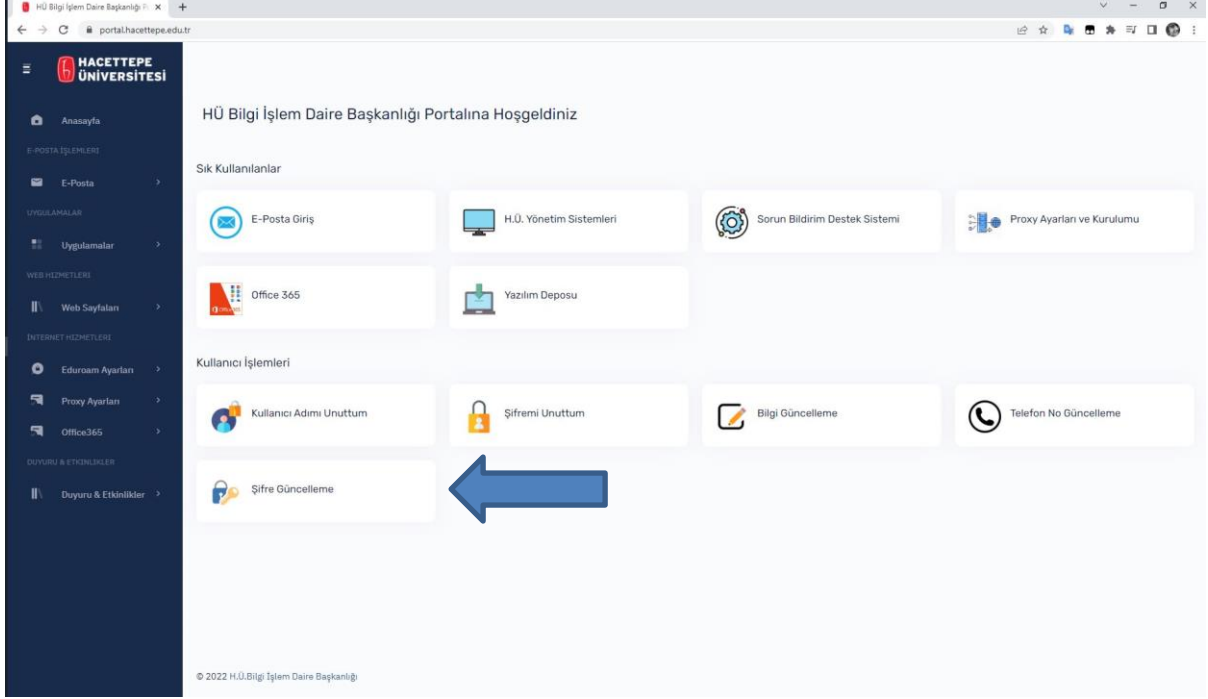 HÜ Bilgi İşlem Daire Başkanlığı P
portal.hacettepe.edu.tr
HACETTEPE
ÜNİVERSİTESİ
Anasayfa
E-POSTA İŞLEMLERİ
E-Posta
UYGULAMALAR
Uygulamalar
WEB HİZMETLERİ
Web Sayfaları
İNTERNET HİZMETLERİ
Eduroam Ayarları
Proxy Ayarları
Office365
DUYURU & ETKİNLİKLER
Duyuru & Etkinlikler
HÜ Bilgi İşlem Daire Başkanlığı Portalına Hoşgeldiniz
Sık Kullanılanlar
E-Posta Giriş
H.Ü. Yönetim Sistemleri
Sorun Bildirim Destek Sistemi
Proxy Ayarları ve Kurulumu
Office 365
Yazılım Deposu
Kullanıcı İşlemleri
Kullanıcı Adımı Unuttum
Şifremi Unuttum
Bilgi Güncelleme
Telefon No Güncelleme
Şifre Güncelleme
© 2022 H.Ü.Bilgi İşlem Daire Başkanlığı